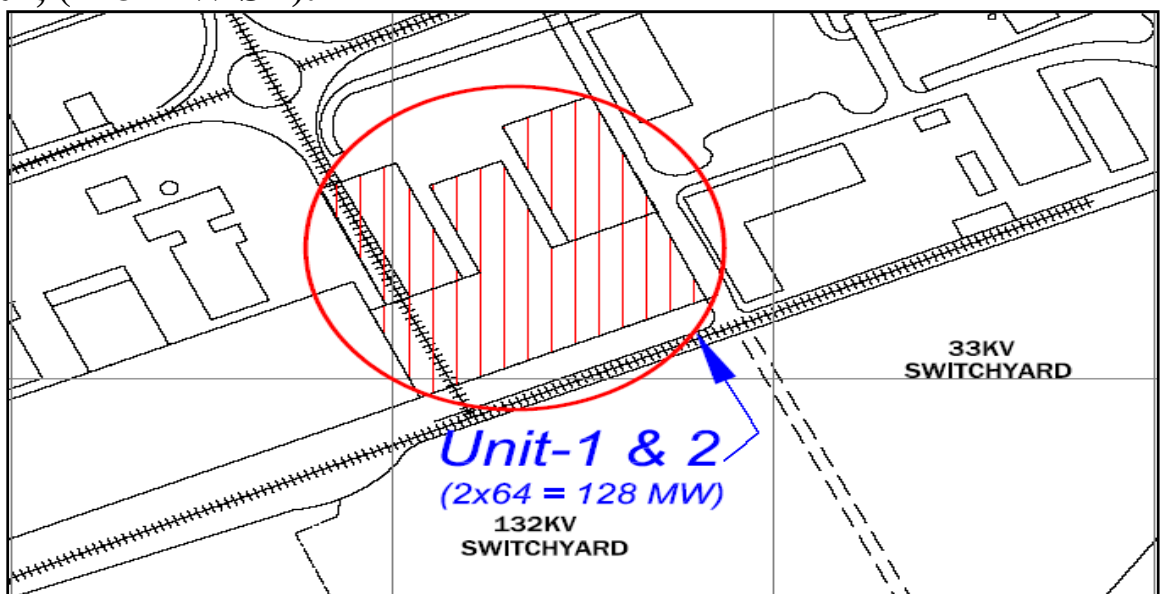 33KV
SWITCHYARD
Unit-1 & 2
(2x64 = 128 MW)
132KV
SWITCHYARD